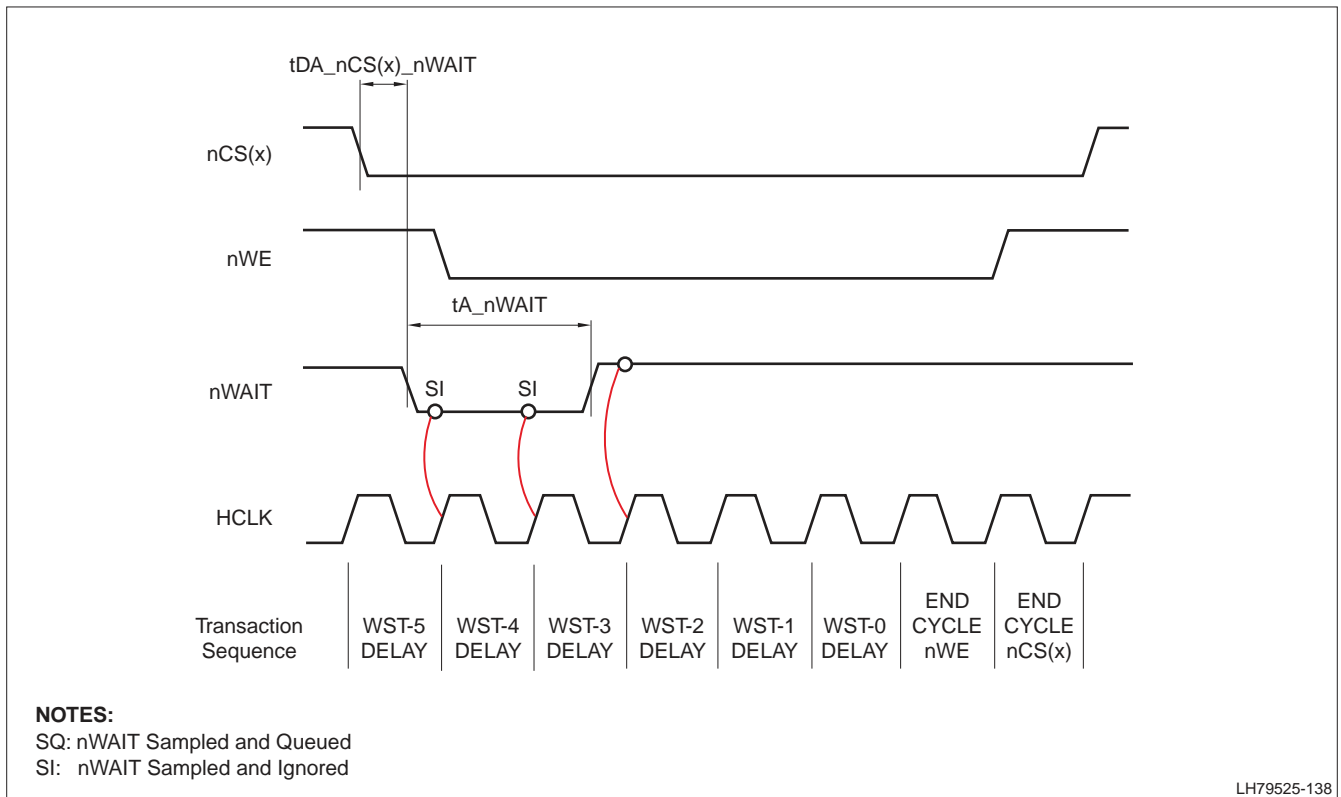 tDA_nCS(x)_nWAIT
nCS(x)
nWE
tA_nWAIT
nWAIT
SI
SI
HCLK
Transaction
Sequence
WST-5
DELAY
WST-4
DELAY
WST-3
DELAY
WST-2
DELAY
WST-1
DELAY
WST-0
DELAY
END
CYCLE
nWE
END
CYCLE
nCS(x)
NOTES:
SQ: nWAIT Sampled and Queued
SI: nWAIT Sampled and Ignored
LH79525-138